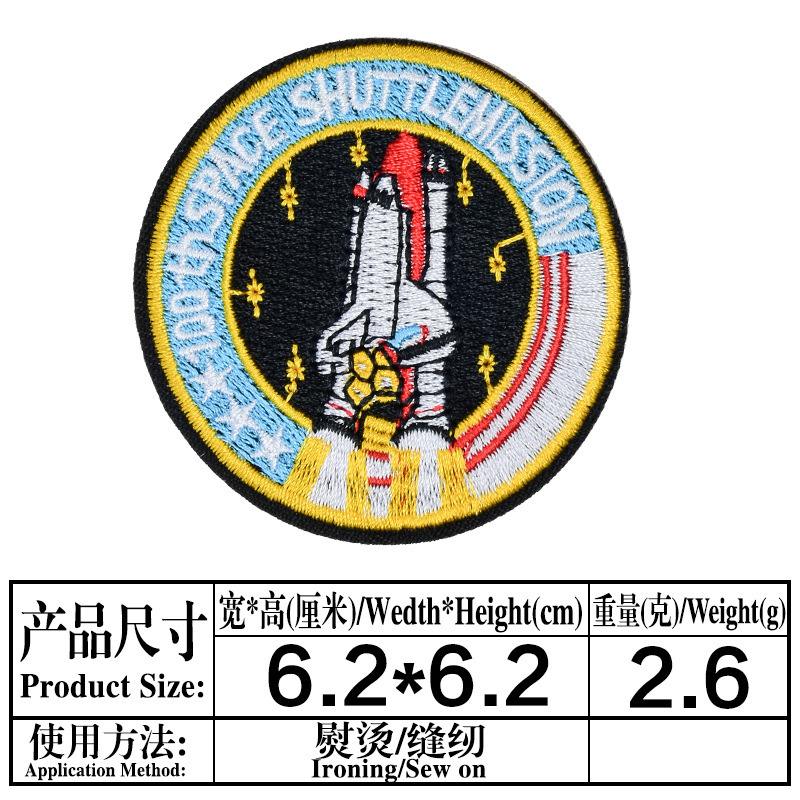 100th SPACE SHUTTLEMISSION
产品尺寸
Product Size:
宽*高(厘米)/Wedth*Height(cm)
重量(克)/Weight(g)
6.2*6.2
2.6
使用方法:
Application Method:
熨烫/缝纫
Ironing/Sew on